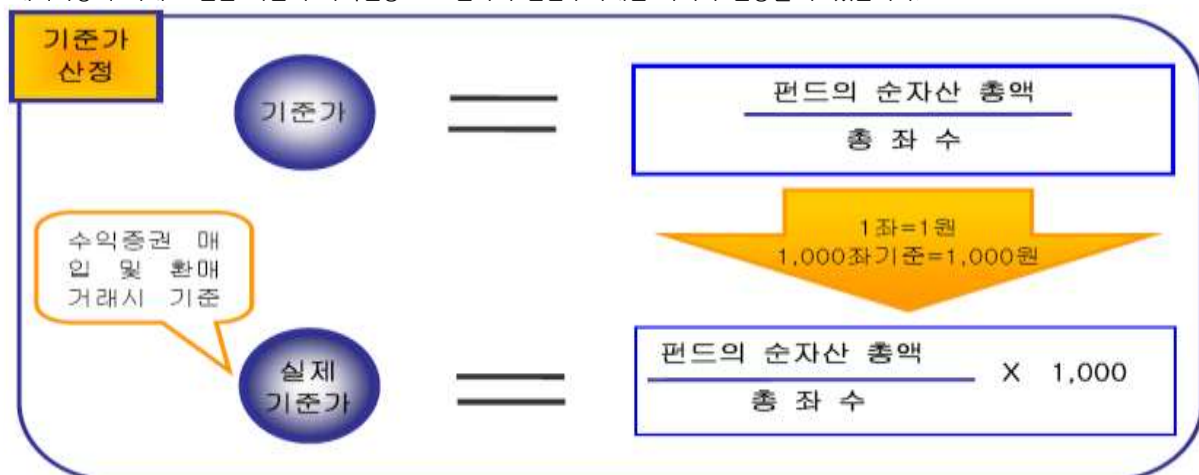 기준가
산정
기준가
펀드의 순자산 총액
총 좌 수
1좌=1원
1,000좌기준=1,000원
수익증권 매
입 및 환매
거래시 기준
실제
기준가
펀드의 순자산 총액
총 좌 수
X 1,000